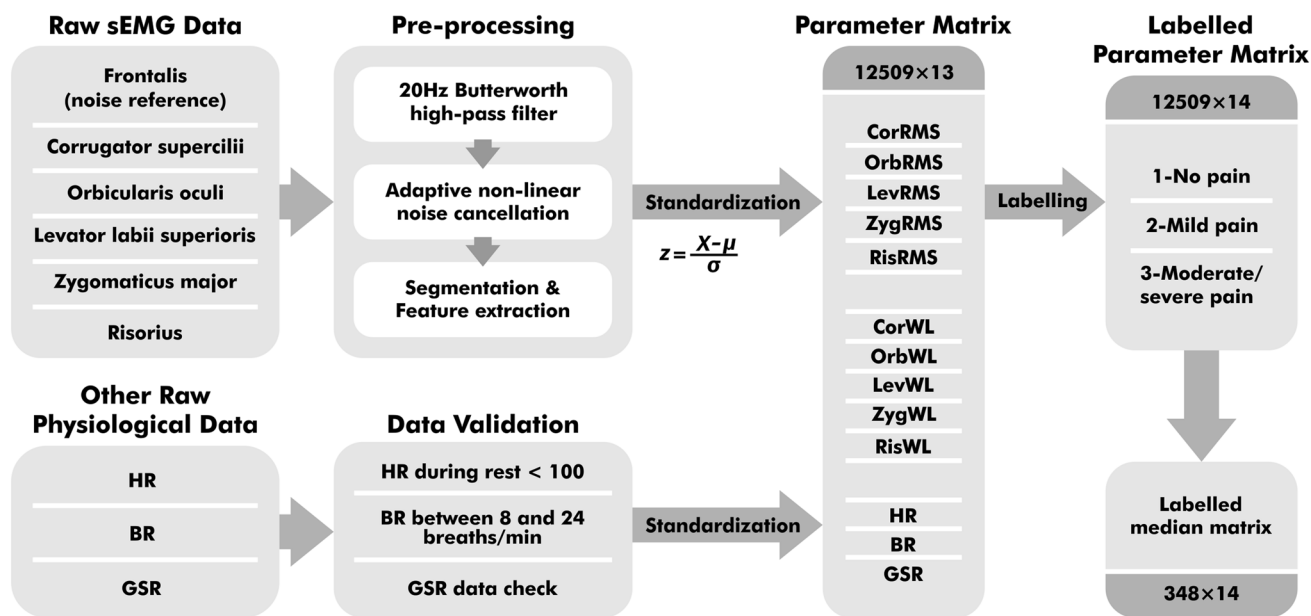 Raw sEMG Data
Frontalis
(noise reference)
Corrugator supercilii
Orbicularis oculi
Levator labii superioris
Zygomaticus major
Risorius
Pre-processing
20Hz Butterworth
high-pass filter
Adaptive non-linear
noise cancellation
Segmentation &
Feature extraction
Standardization
z = X-μ
σ
Parameter Matrix
12509×13
CorRMS
OrbRMS
LevRMS
ZygRMS
RisRMS
CorWL
OrbWL
LevWL
ZygWL
RisWL
HR
BR
GSR
Labelling
Labelled
Parameter Matrix
12509×14
1-No pain
2-Mild pain
3-Moderate/
severe pain
Other Raw
Physiological Data
HR
BR
GSR
Data Validation
HR during rest < 100
BR between 8 and 24
breaths/min
GSR data check
Standardization
Labelled
median matrix
348×14